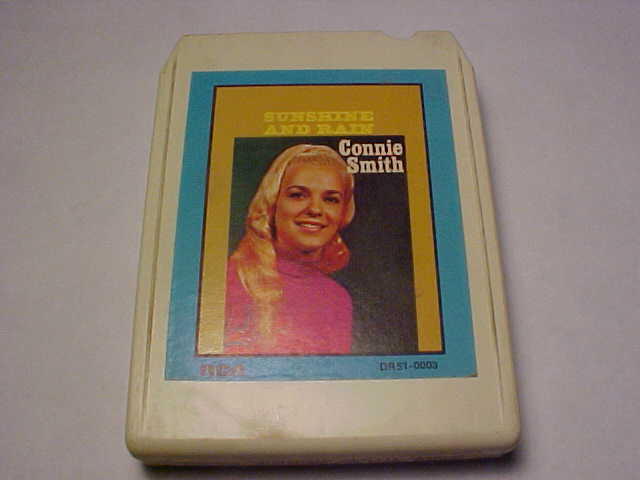 SUNSHINE
AND RAIN
Connie
Smith
RCA
DRS1-0003